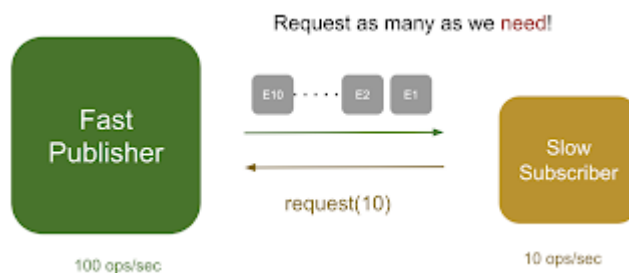 Request as many as we need!
E10 ..... E2 E1
Fast
Publisher
Slow
Subscriber
request(10)
100 ops/sec
10 ops/sec